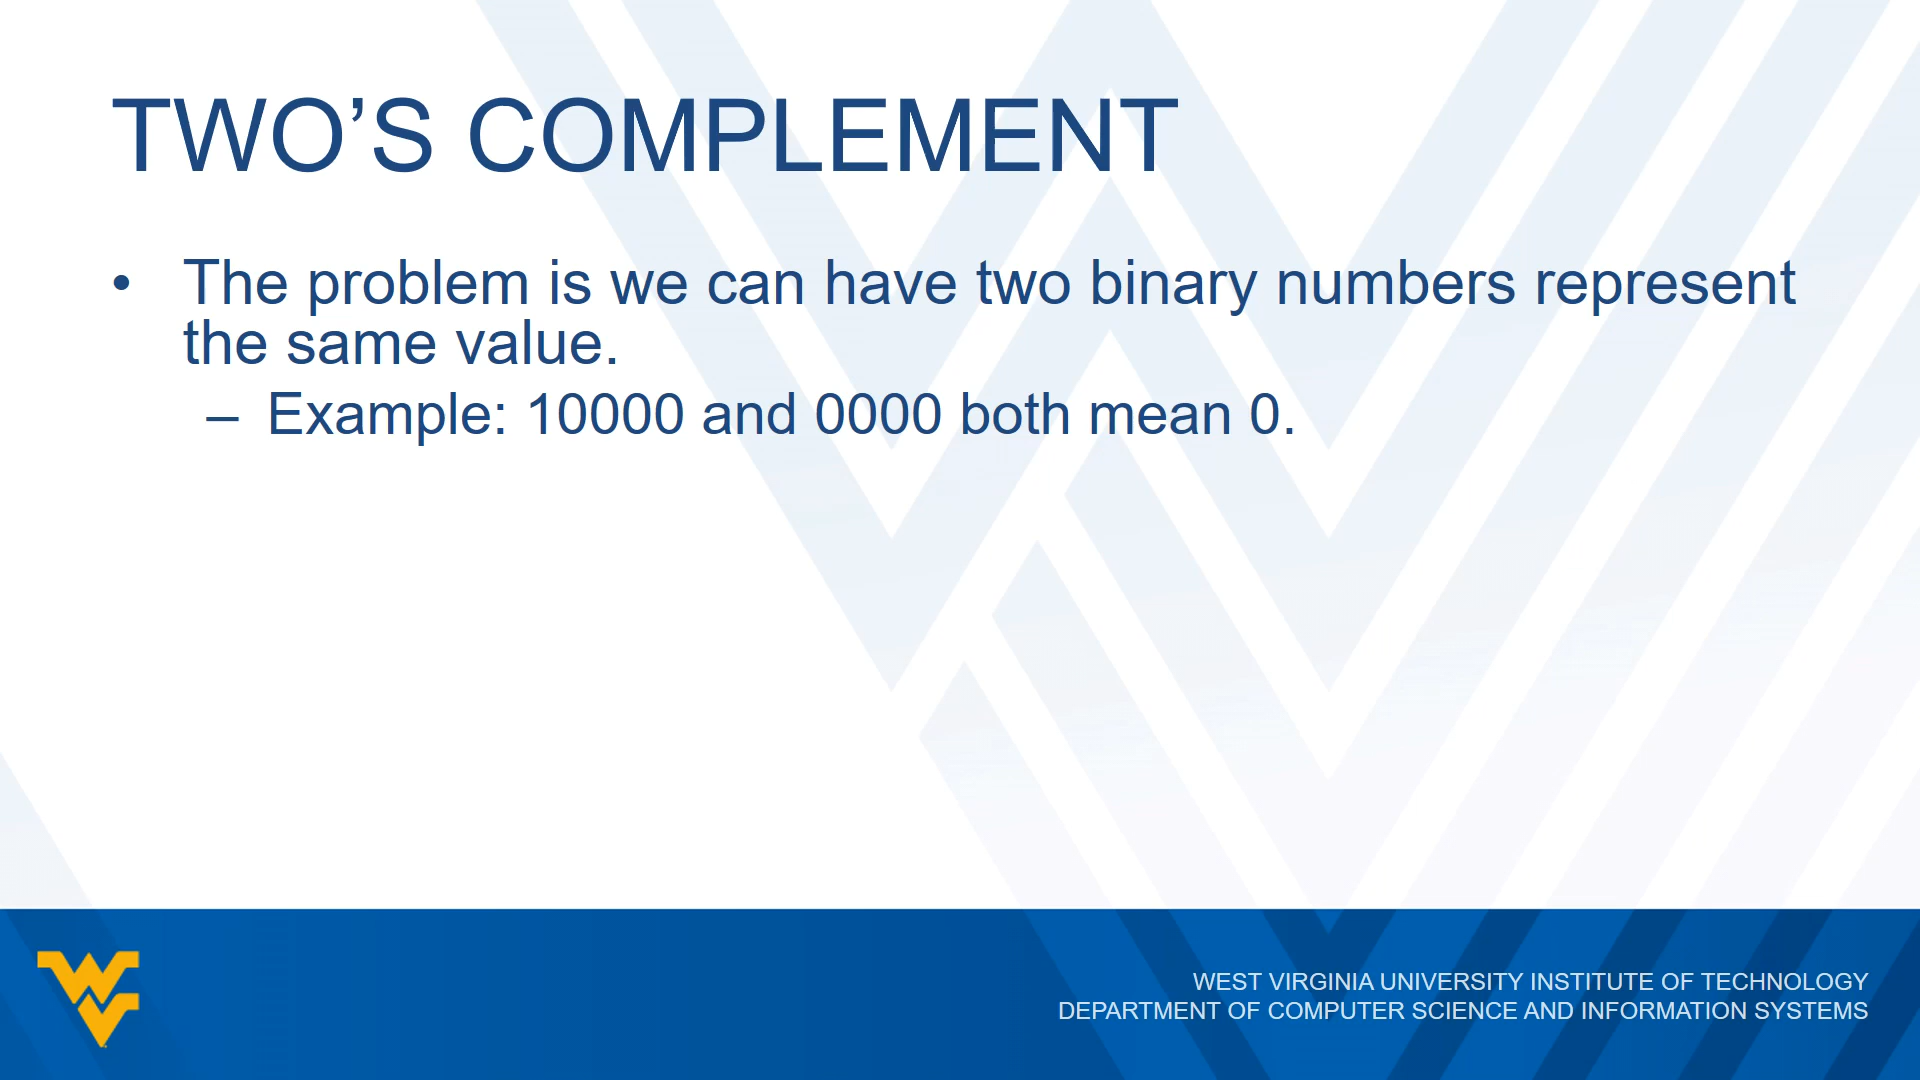 TWO’S COMPLEMENT
• The problem is we can have two binary numbers represent
the same value.
– Example: 10000 and 0000 both mean 0.
WEST VIRGINIA UNIVERSITY INSTITUTE OF TECHNOLOGY
DEPARTMENT OF COMPUTER SCIENCE AND INFORMATION SYSTEMS